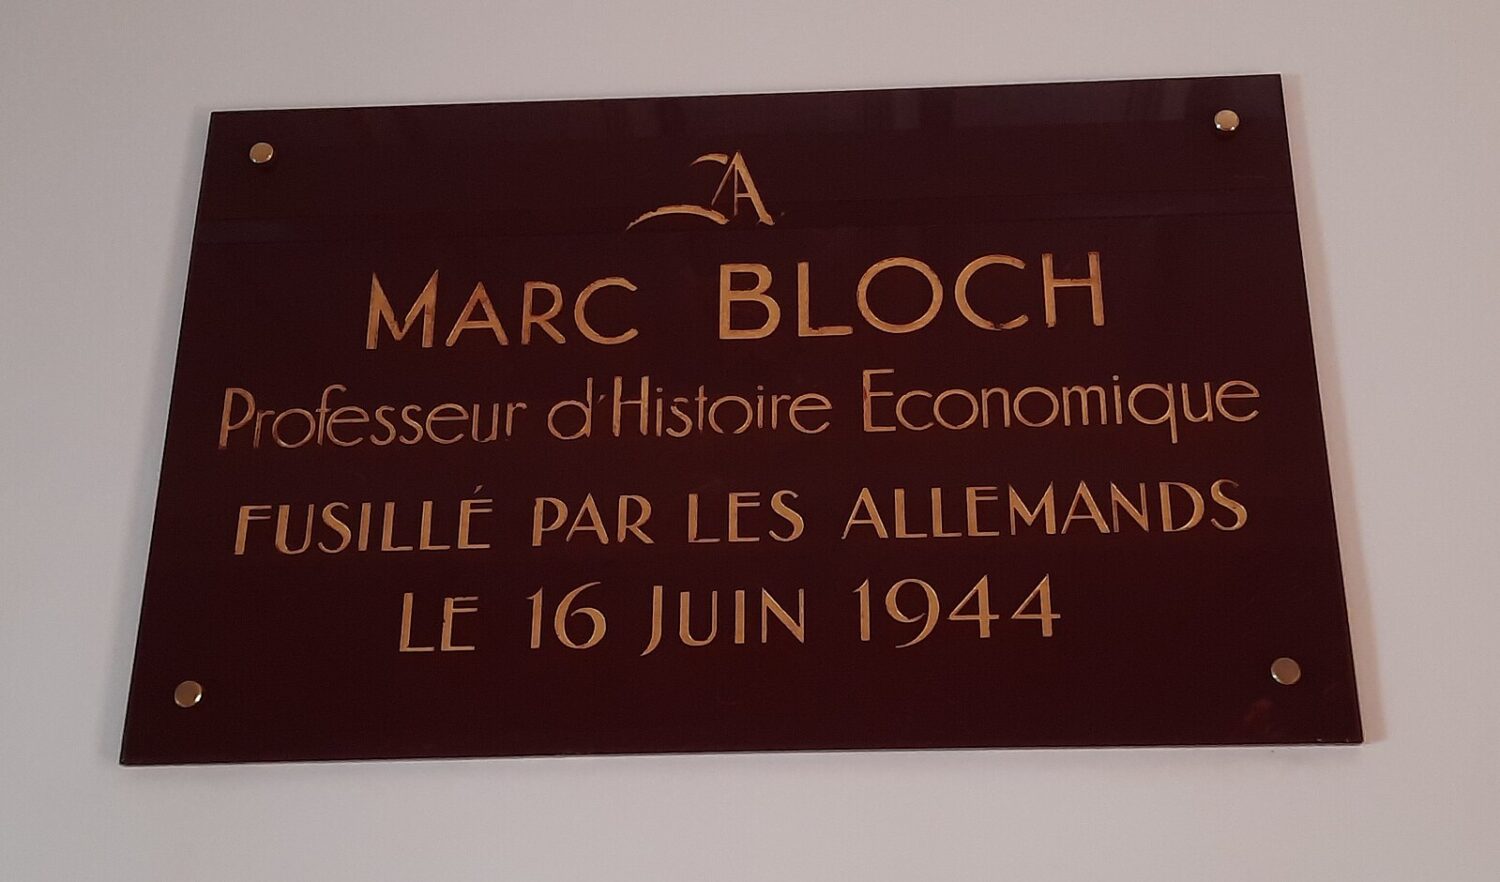 A
MARC BLOCH
Professeur d'Histoire Economique
FUSILLÉ PAR LES ALLEMANDS
LE 16 JUIN 1944